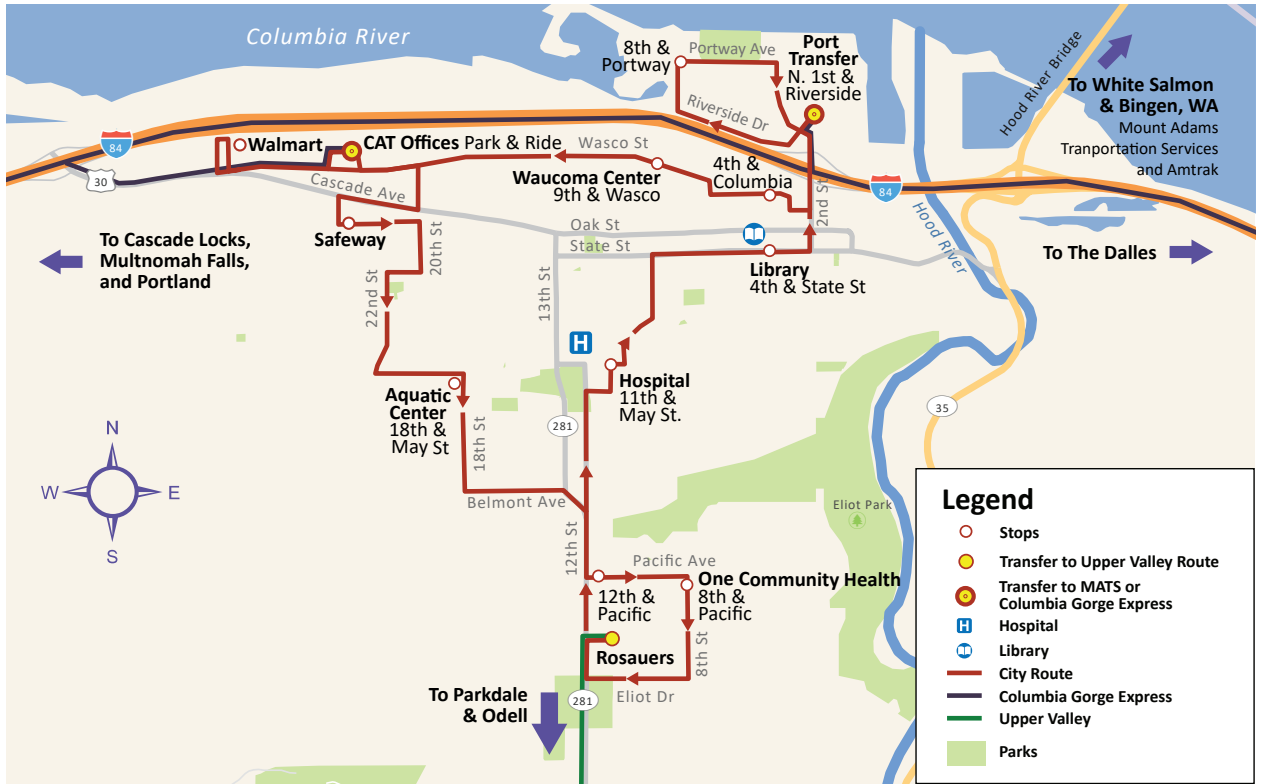 Columbia River
8th &
Portway
Portway Ave
Port
Transfer
N. 1st &
Riverside
Riverside Dr
Hood River Bridge
To White Salmon
& Bingen, WA
Mount Adams
Tranportation Services
and Amtrak
84
30
Walmart
CAT Offices Park & Ride
Wasco St
Waucoma Center
9th & Wasco
4th &
Columbia
2nd St
84
Hood River
Cascade Ave
Safeway
20th St
22nd St
Oak St
State St
Library
4th & State St
To Cascade Locks,
Multnomah Falls,
and Portland
To The Dalles
13th St
H
Hospital
11th &
May St.
Aquatic
Center
18th &
May St
18th St
281
35
N
W
E
S
Belmont Ave
12th St
Eliot Park
Pacific Ave
12th &
Pacific
One Community Health
8th &
Pacific
8th St
Rosauers
Eliot Dr
281
To Parkdale
& Odell
Legend
Stops
Transfer to Upper Valley Route
Transfer to MATS or
Columbia Gorge Express
H
Hospital
Library
City Route
Columbia Gorge Express
Upper Valley
Parks